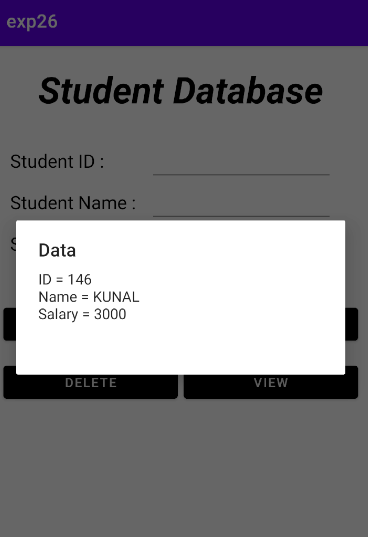 exp26
Student Database
Student ID :
Student Name :
S
Data
ID = 146
Name = KUNAL
Salary = 3000
DELETE VIEW